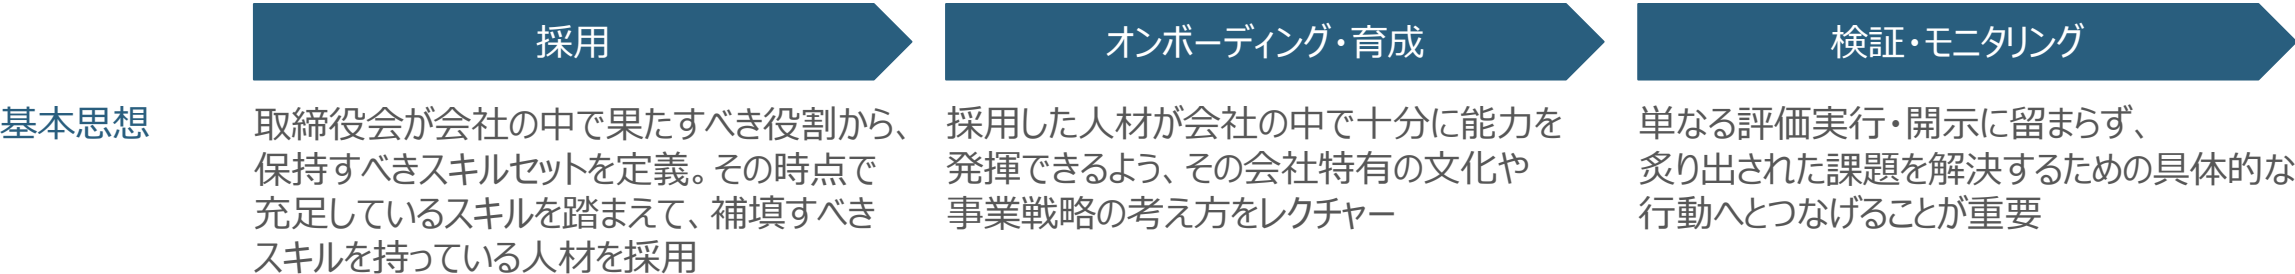 採用
オンボーディング・育成
検証・モニタリング
基本思想
取締役会が会社の中で果たすべき役割から、
保持すべきスキルセットを定義。その時点で
充足しているスキルを踏まえて、補填すべき
スキルを持っている人材を採用
採用した人材が会社の中で十分に能力を
発揮できるよう、その会社特有の文化や
事業戦略の考え方をレクチャー
単なる評価実行・開示に留まらず、
炙り出された課題を解決するための具体的な
行動へとつなげることが重要